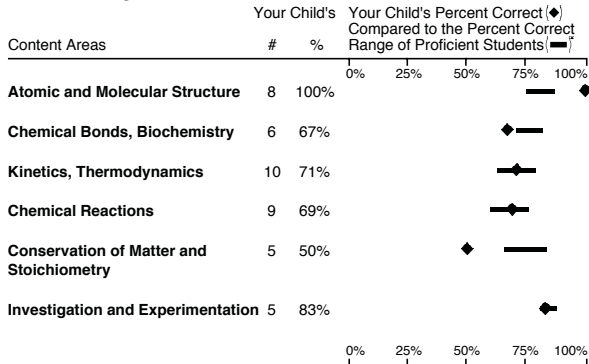 Your Child's Your Child's Percent Correct (◆)
Compared to the Percent Correct
Content Areas # % Range of Proficient Students (▬)*
0% 25% 50% 75% 100%
Atomic and Molecular Structure 8 100%
Chemical Bonds, Biochemistry 6 67%
Kinetics, Thermodynamics 10 71%
Chemical Reactions 9 69%
Conservation of Matter and 5 50%
Stoichiometry
Investigation and Experimentation 5 83%
0% 25% 50% 75% 100%